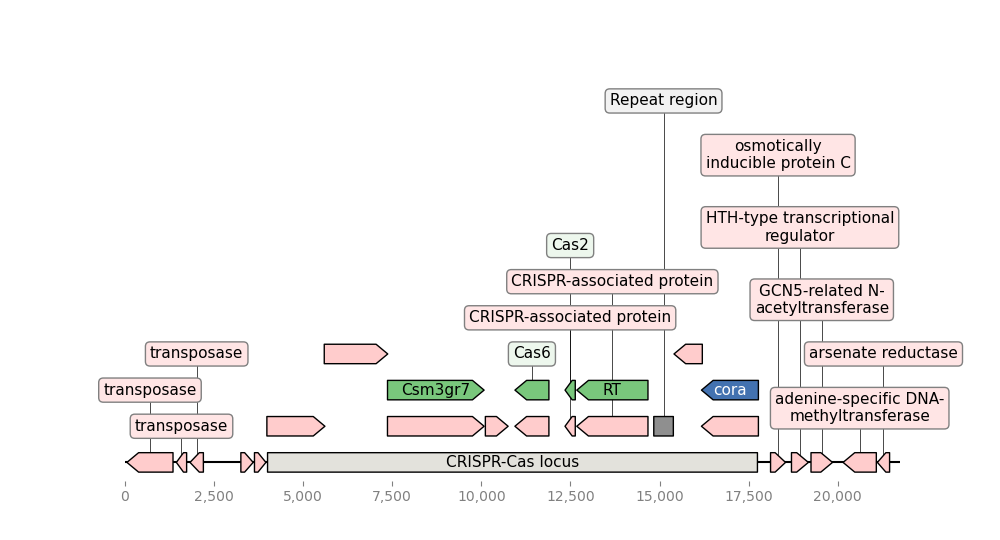 Repeat region
osmotically
inducible protein C
HTH-type transcriptional
regulator
Cas2
CRISPR-associated protein
GCN5-related N-
acetyltransferase
CRISPR-associated protein
transposase
Cas6
arsenate reductase
transposase
Csm3gr7
RT
cora
adenine-specific DNA-
methyltransferase
transposase
CRISPR-Cas locus
0
2,500
5,000
7,500
10,000
12,500
15,000
17,500
20,000